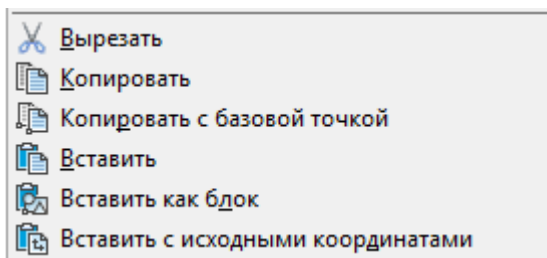 Вырезать
Копировать
Копировать с базовой точкой
Вставить
Вставить как блок
Вставить с исходными координатами